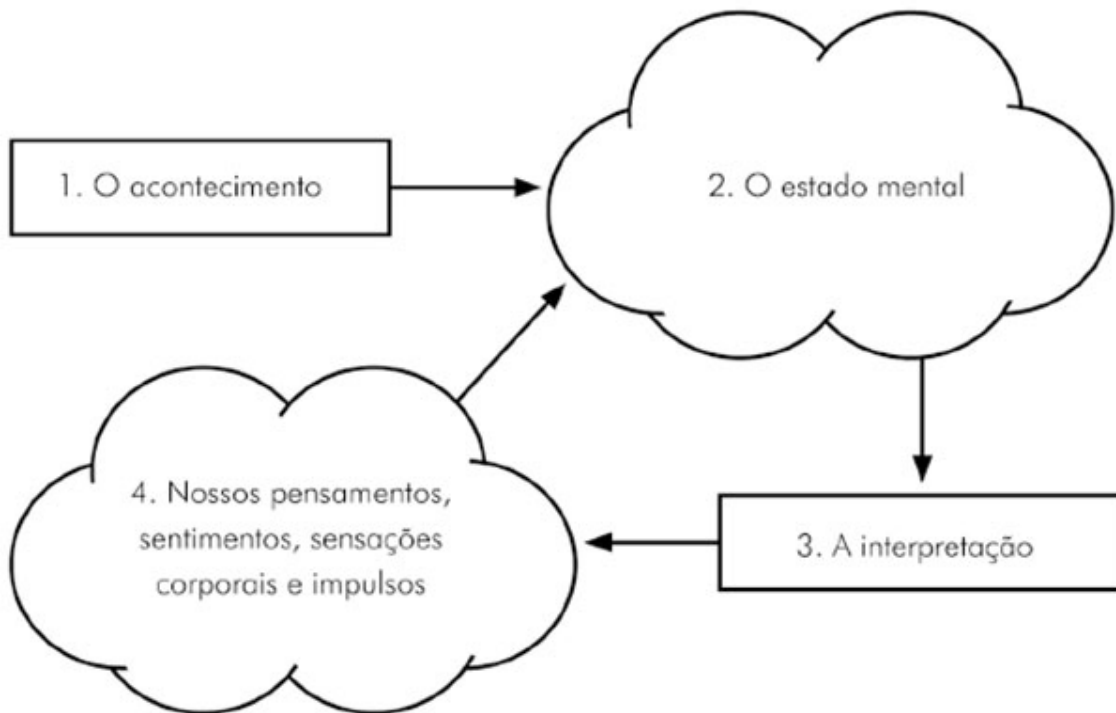 1. O acontecimento
2. O estado mental
3. A interpretação
4. Nossos pensamentos,
sentimentos, sensações
corporais e impulsos